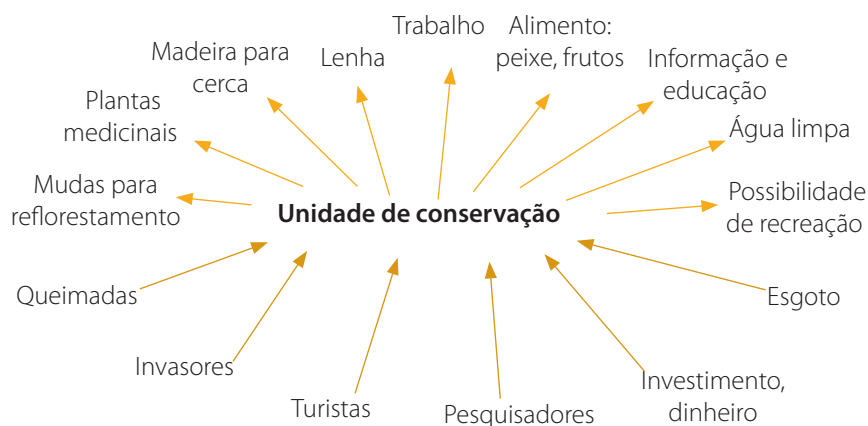 Trabalho
Alimento:
peixe, frutos
Madeira para
cerca
Lenha
Informação e
educação
Plantas
medicinais
Água limpa
Mudas para
reflorestamento
Unidade de conservação
Possibilidade
de recreação
Queimadas
Esgoto
Invasores
Turistas
Pesquisadores
Investimento,
dinheiro